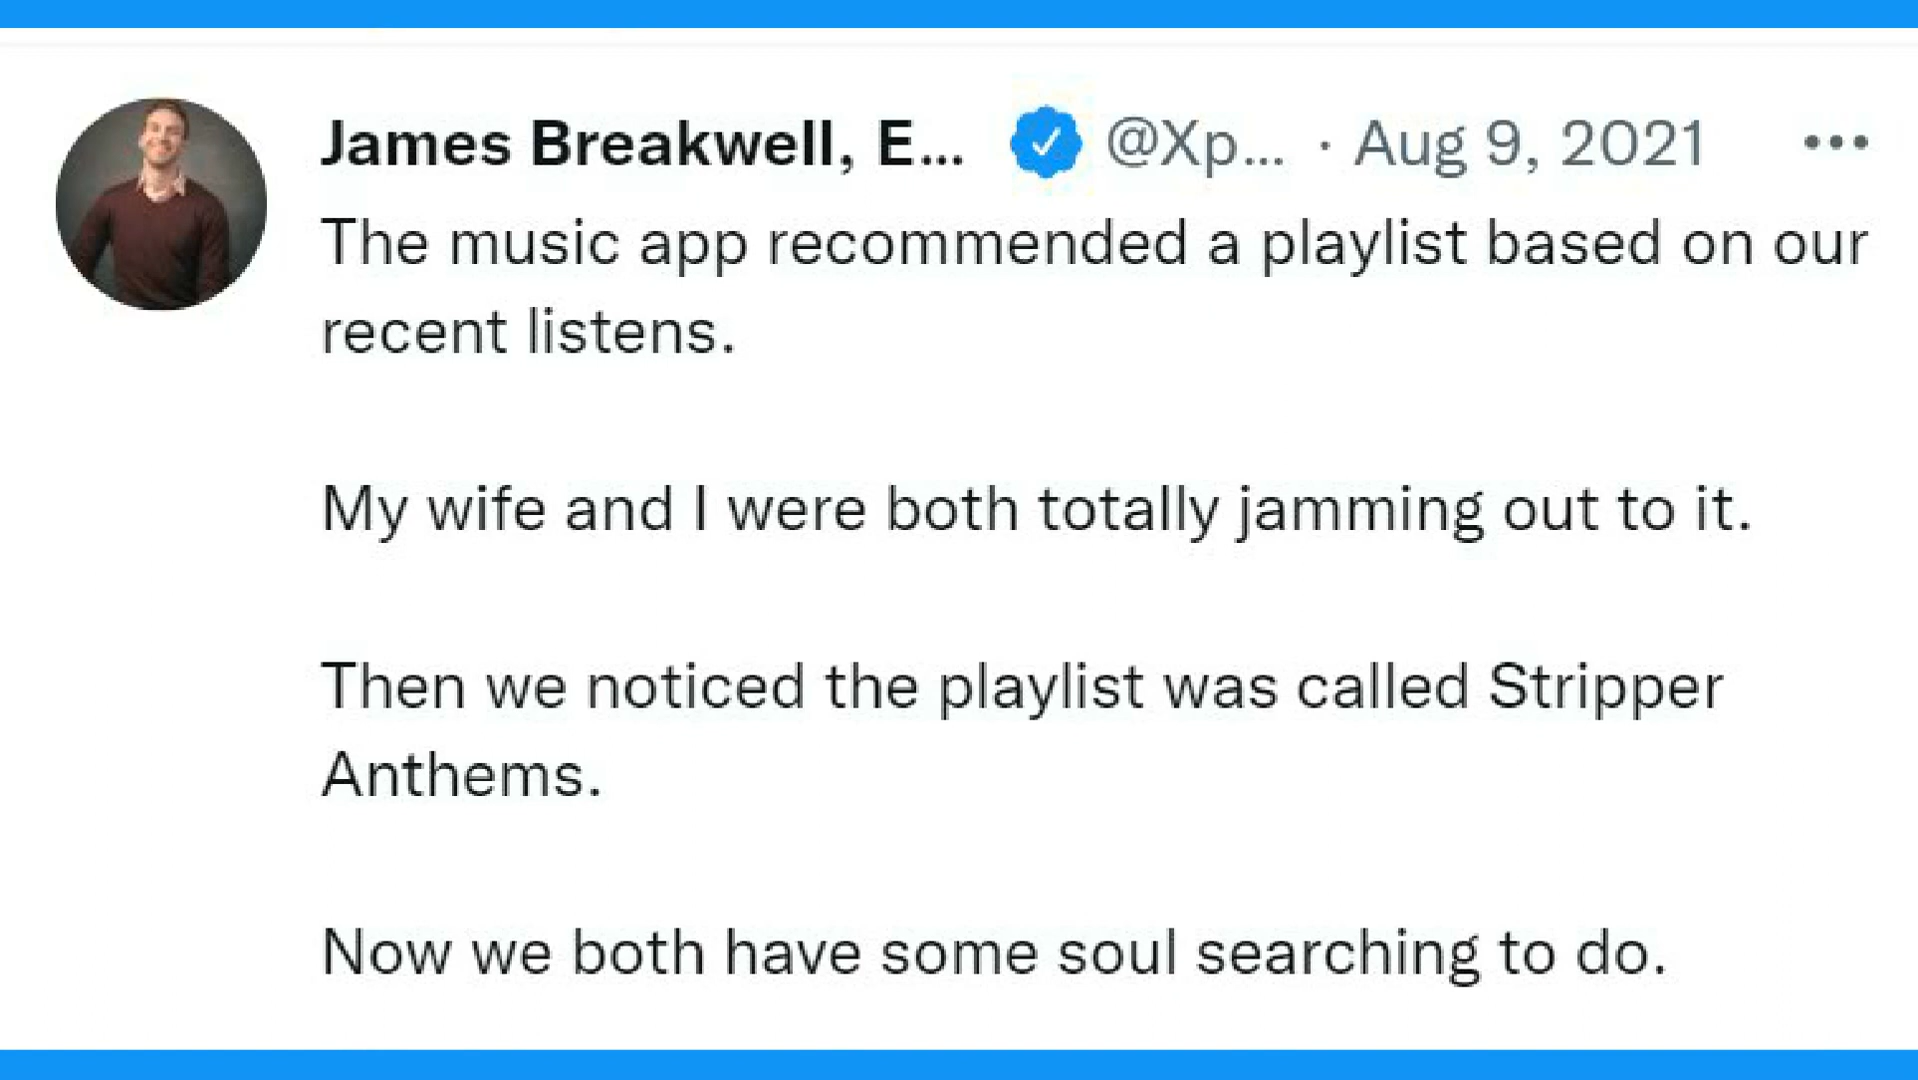 James Breakwell, E... @Xp... · Aug 9, 2021 ...
The music app recommended a playlist based on our
recent listens.
My wife and I were both totally jamming out to it.
Then we noticed the playlist was called Stripper
Anthems.
Now we both have some soul searching to do.